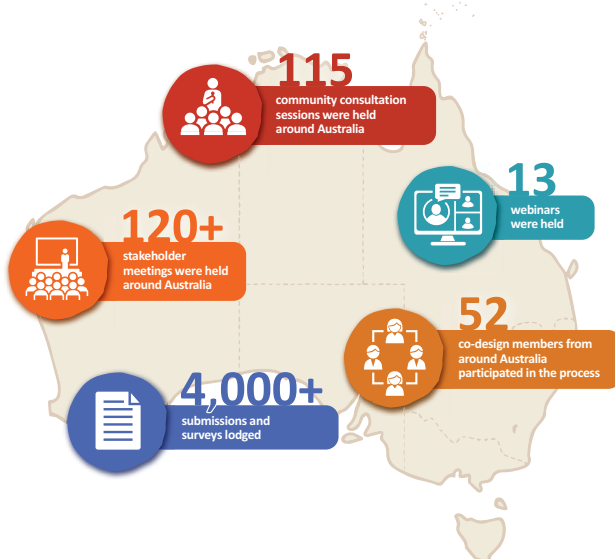 115
community consultation
sessions were held
around Australia
13
webinars
were held
120+
stakeholder
meetings were held
around Australia
52
co-design members from
around Australia
participated in the process
4,000+
submissions and
surveys lodged